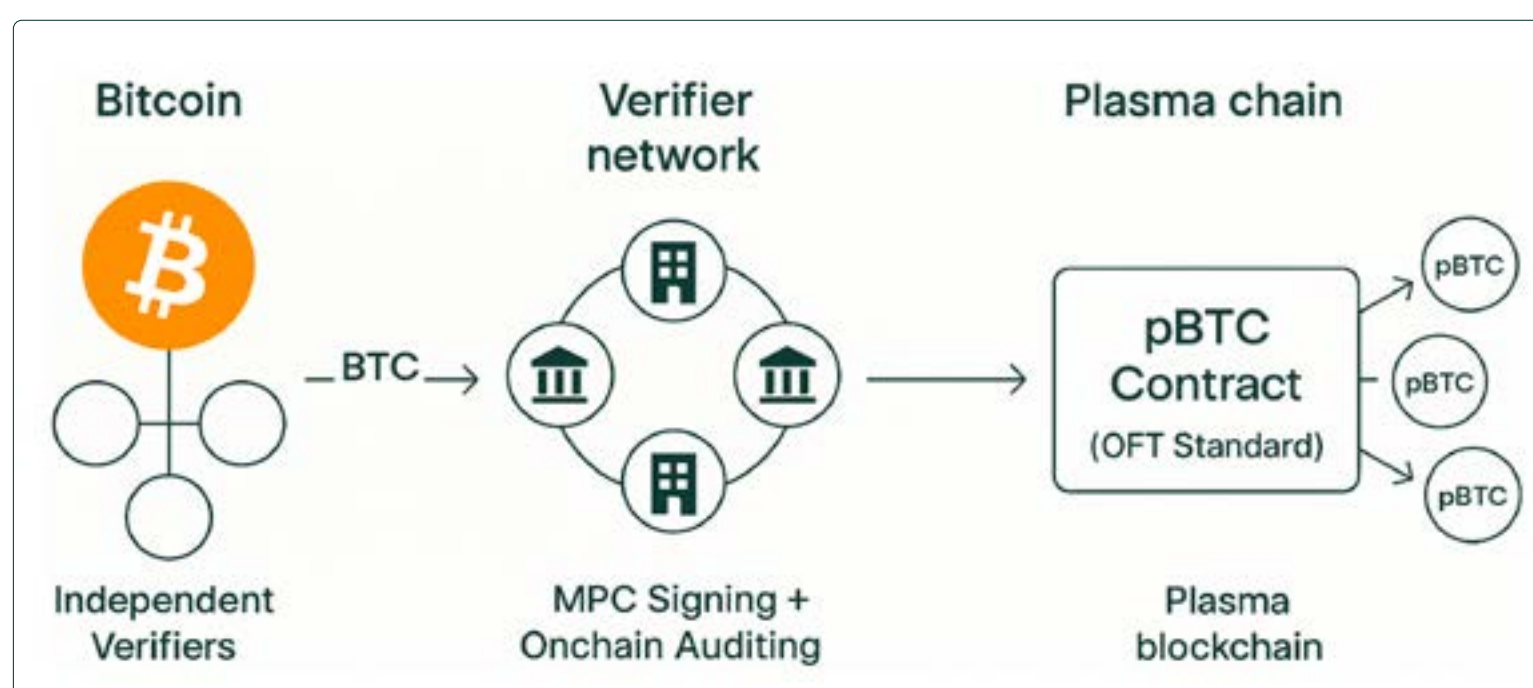 Bitcoin
Verifier
network
Plasma chain
BTC
pBTC
Contract
(OFT Standard)
pBTC
pBTC
pBTC
Independent
Verifiers
MPC Signing +
Onchain Auditing
Plasma
blockchain